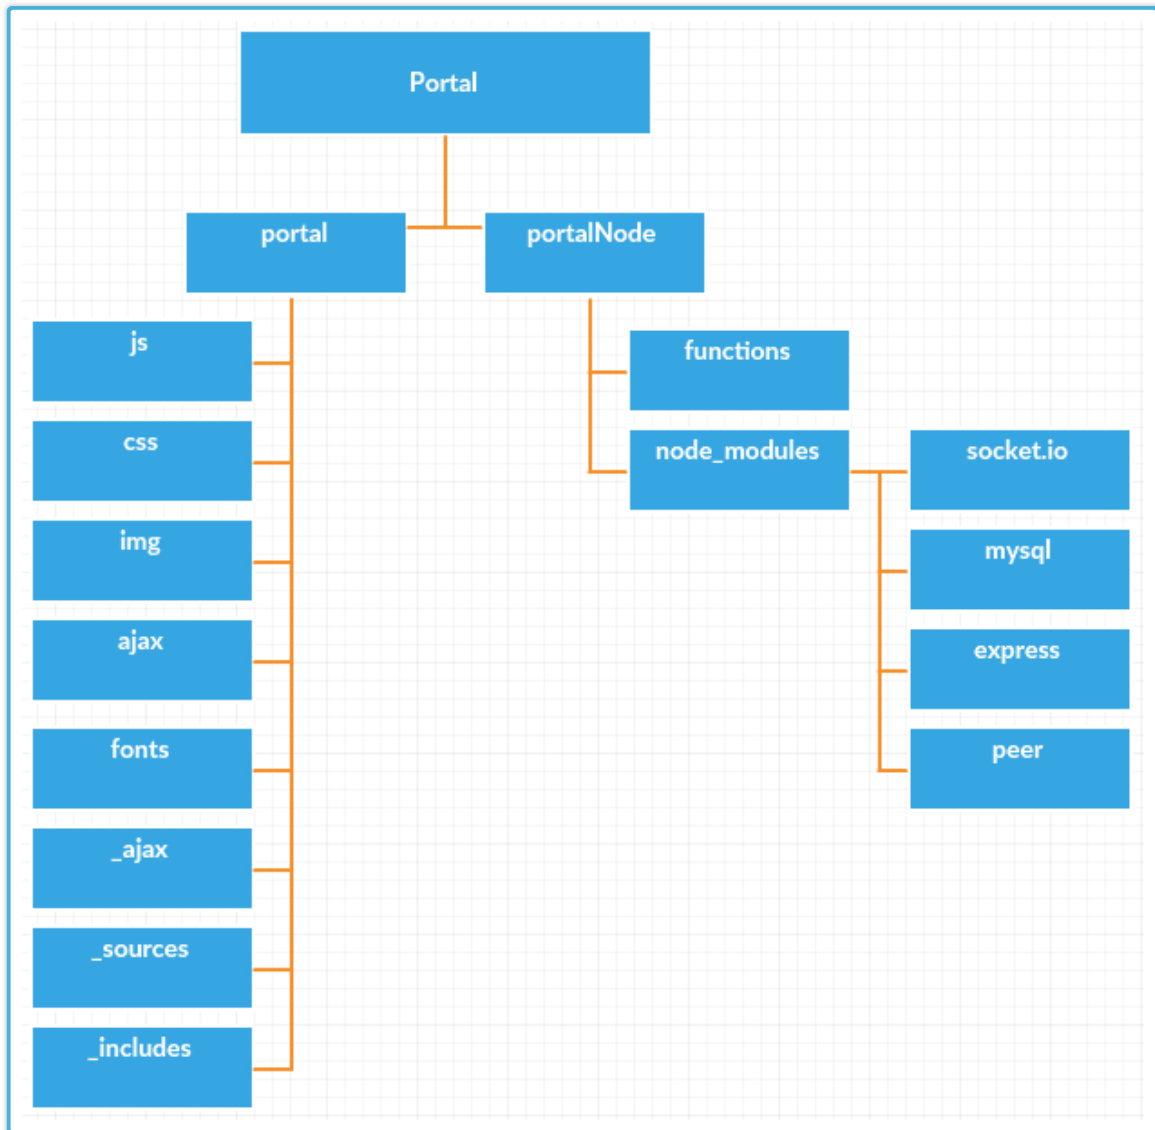 Portal
portal
portalNode
js
css
img
ajax
fonts
_ajax
_sources
_includes
functions
node_modules
socket.io
mysql
express
peer